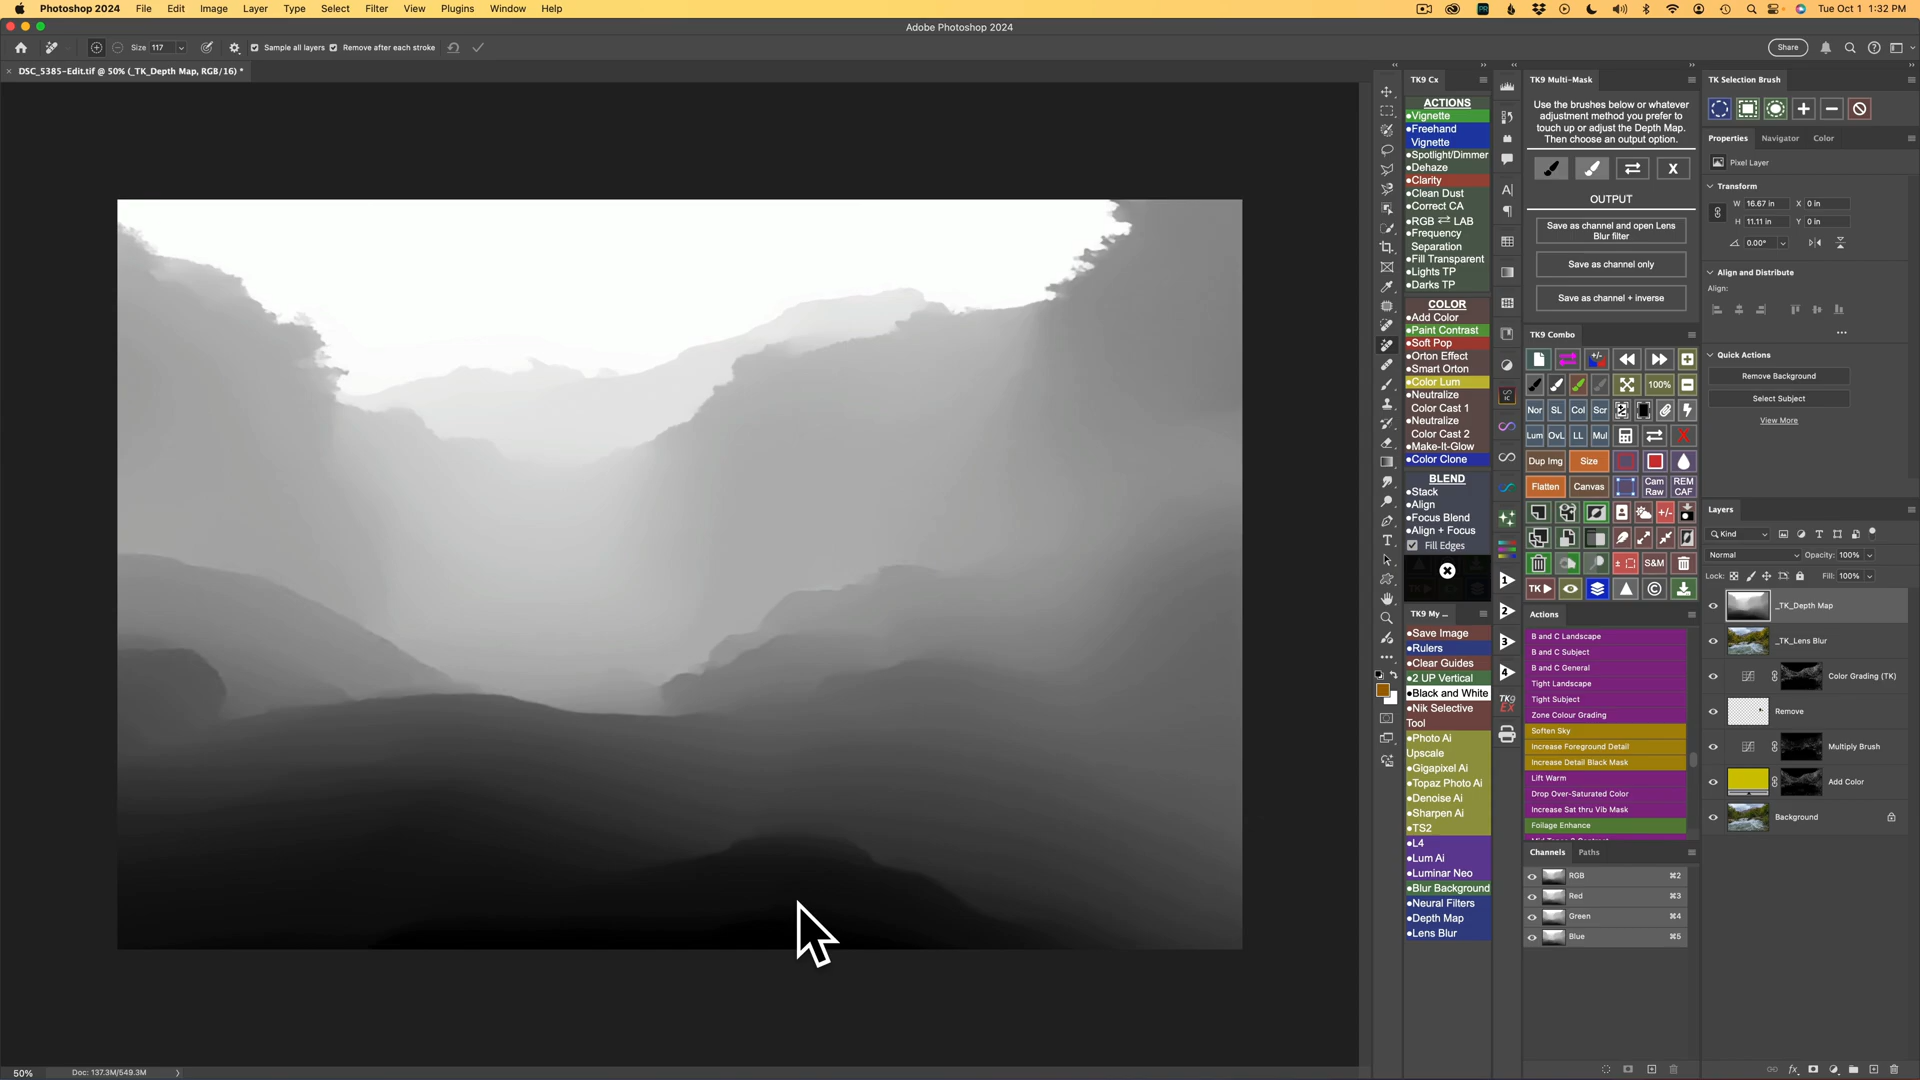 Photoshop 2024 File Edit Image Layer Type Select Filter View Plugins Window Help
Tue Oct 1 1:32 PM
Adobe Photoshop 2024
Size 117 Sample all layers Remove after each stroke
Share
DSC_5385-Edit.tif @ 50% (_TK_Depth Map, RGB/16) *
TK9 Cx
ACTIONS
Vignette
Freehand
Vignette
Spotlight/Dimmer
Dehaze
Clarity
Clean Dust
Correct CA
RGB ⇄ LAB
Frequency
Separation
Fill Transparent
Lights TP
Darks TP
COLOR
Add Color
Paint Contrast
Soft Pop
Orton Effect
Smart Orton
Color Lum
Neutralize
Color Cast 1
Neutralize
Color Cast 2
Make-It-Glow
Color Clone
BLEND
Stack
Align
Focus Blend
Align + Focus
Fill Edges
TK9 My ...
Save Image
Rulers
Clear Guides
2 UP Vertical
Black and White
Nik Selective
Tool
Photo Ai
Upscale
Gigapixel Ai
Topaz Photo Ai
Denoise Ai
Sharpen Ai
TS2
L4
Lum Ai
Luminar Neo
Blur Background
Neural Filters
Depth Map
Lens Blur
1
2
3
4
TK9
EX
TK9 Multi-Mask
Use the brushes below or whatever
adjustment method you prefer to
touch up or adjust the Depth Map.
Then choose an output option.
X
OUTPUT
Save as channel and open Lens
Blur filter
Save as channel only
Save as channel + inverse
TK9 Combo
100%
Nor SL Col Scr
Lum OvL LL Mul
Dup Img Size
Flatten Canvas Cam Raw REM CAF
S&M
TK
Actions
B and C Landscape
B and C Subject
B and C General
Tight Landscape
Tight Subject
Zone Colour Grading
Soften Sky
Increase Foreground Detail
Increase Detail Black Mask
Lift Warm
Drop Over-Saturated Color
Increase Sat thru Vib Mask
Foilage Enhance
Channels Paths
RGB ⌘2
Red ⌘3
Green ⌘4
Blue ⌘5
TK Selection Brush
Properties Navigator Color
Pixel Layer
Transform
W 16.67 in X 0 in
H 11.11 in Y 0 in
0.00°
Align and Distribute
Align:
Quick Actions
Remove Background
Select Subject
View More
Layers
Kind
Normal Opacity: 100%
Lock: Fill: 100%
_TK_Depth Map
_TK_Lens Blur
Color Grading (TK)
Remove
Multiply Brush
Add Color
Background
50% Doc: 137.3M/549.3M